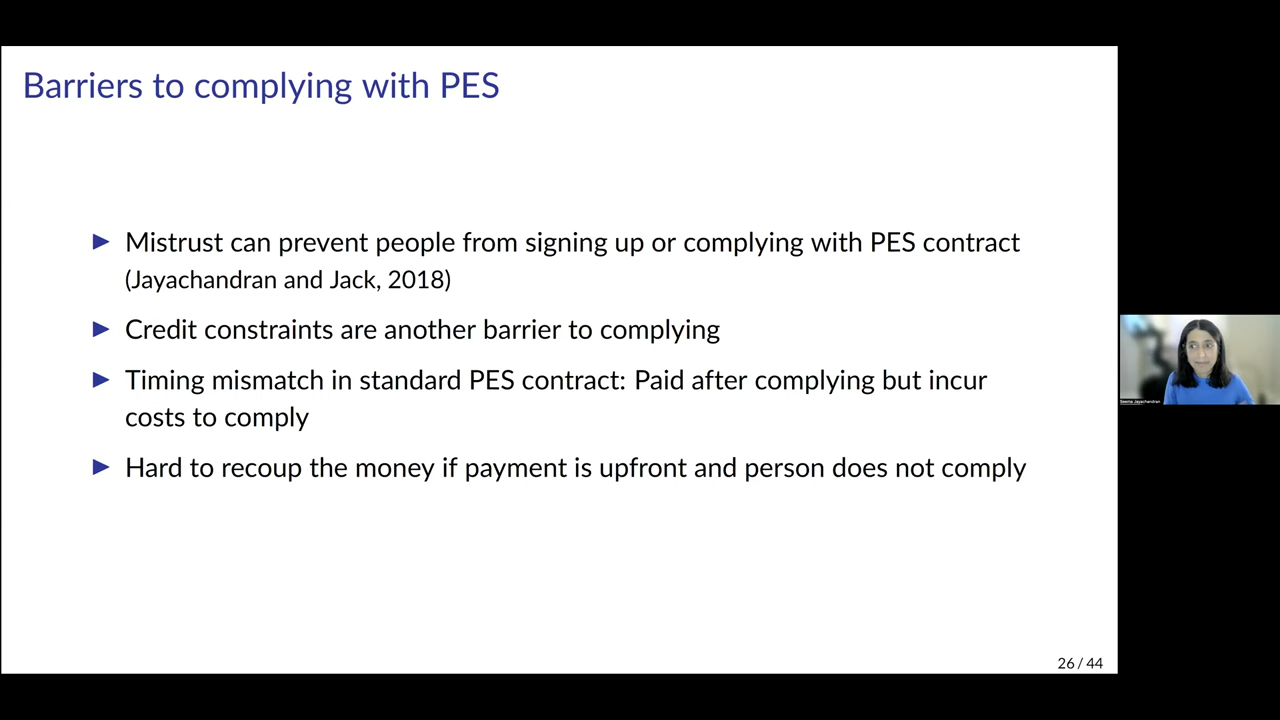 Barriers to complying with PES
▶ Mistrust can prevent people from signing up or complying with PES contract
(Jayachandran and Jack, 2018)
▶ Credit constraints are another barrier to complying
▶ Timing mismatch in standard PES contract: Paid after complying but incur
costs to comply
▶ Hard to recoup the money if payment is upfront and person does not comply
Seema Jayachandran
26 / 44